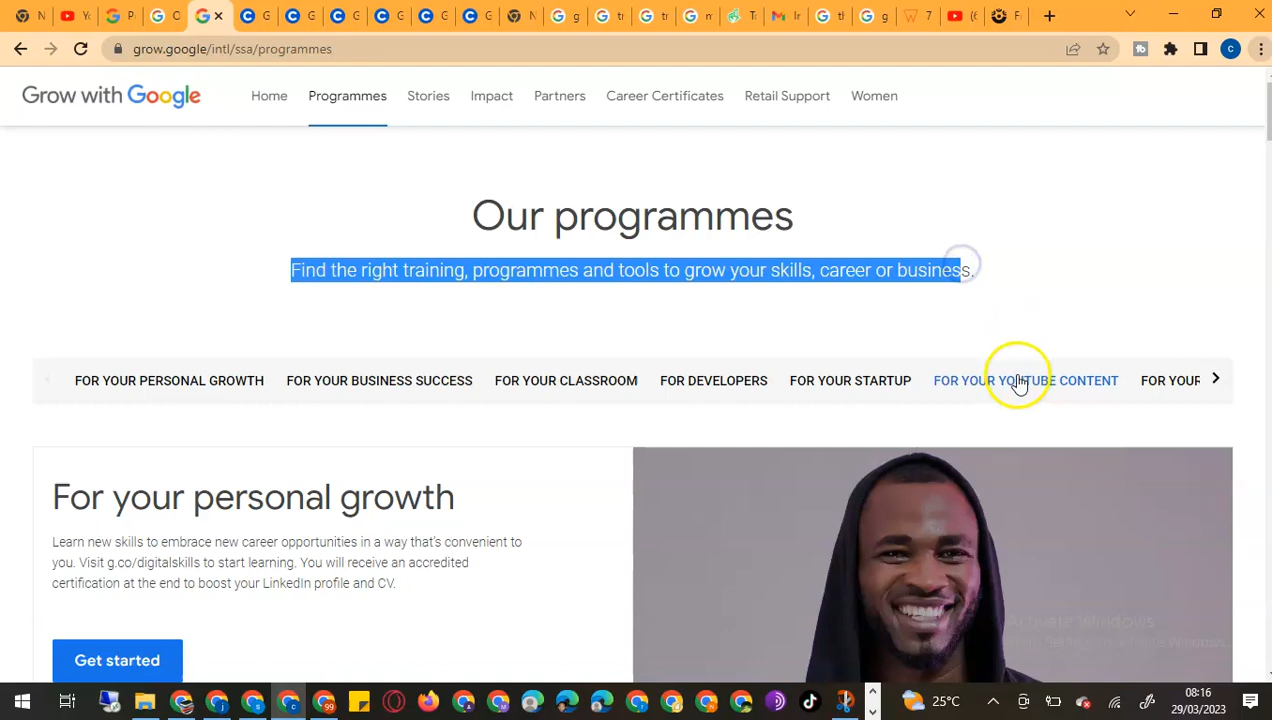 grow.google/intl/ssa/programmes
Grow with Google
Home Programmes Stories Impact Partners Career Certificates Retail Support Women
Our programmes
Find the right training, programmes and tools to grow your skills, career or business.
FOR YOUR PERSONAL GROWTH FOR YOUR BUSINESS SUCCESS FOR YOUR CLASSROOM FOR DEVELOPERS FOR YOUR STARTUP FOR YOUR YOUTUBE CONTENT FOR YOUR
For your personal growth
Learn new skills to embrace new career opportunities in a way that's convenient to
you. Visit g.co/digitalskills to start learning. You will receive an accredited
certification at the end to boost your LinkedIn profile and CV.
Activate Windows
Get started
25°C
08:16
29/03/2023